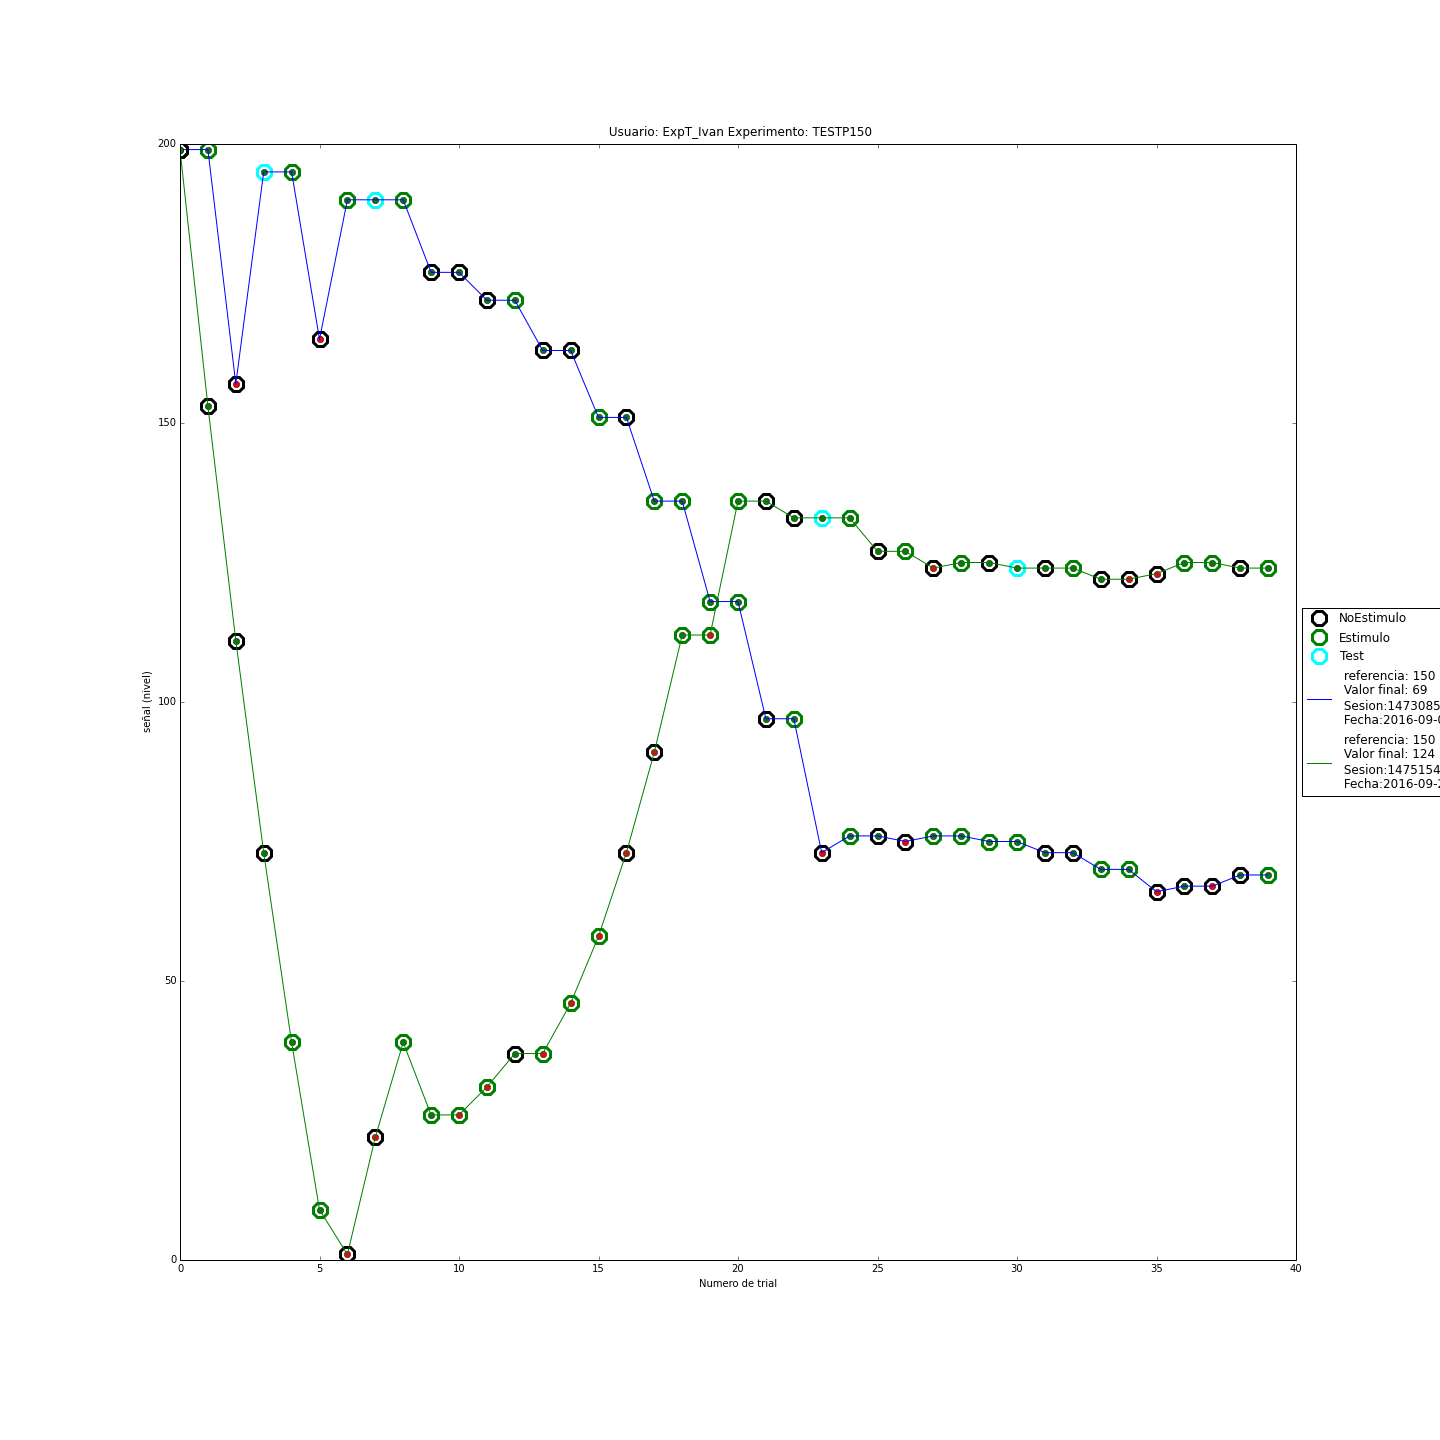 Usuario: ExpT_Ivan Experimento: TESTP150
200
150
100
50
0
señal (nivel)
0 5 10 15 20 25 30 35 40
Numero de trial
NoEstimulo
Estimulo
Test
referencia: 150
Valor final: 69
Sesion:1473085
Fecha:2016-09-0
referencia: 150
Valor final: 124
Sesion:1475154
Fecha:2016-09-2